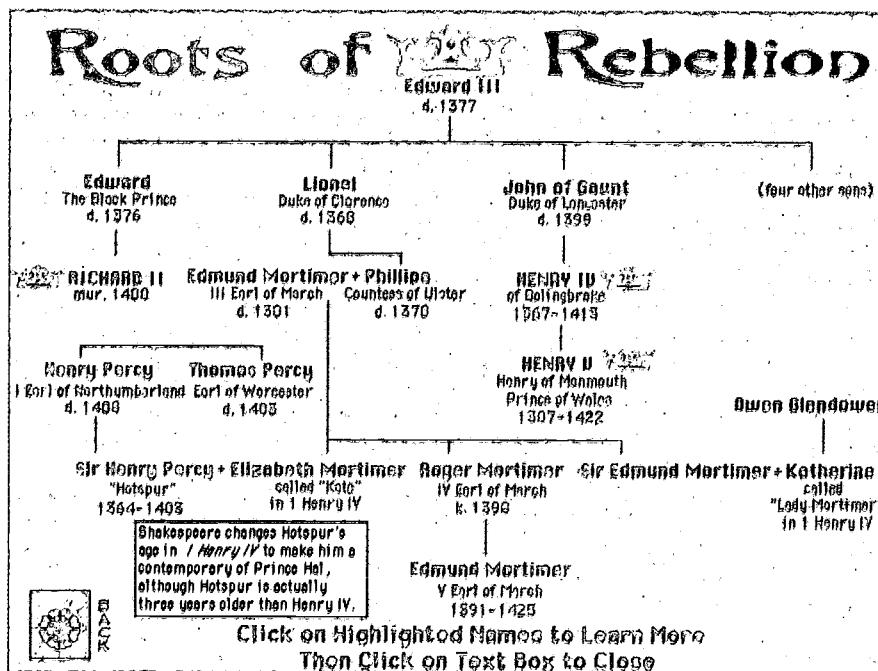 Roots of Rebellion
Edward III
d. 1377
Edward
The Black Prince
d. 1376
Lionel
Duke of Clarence
d. 1368
John of Gaunt
Duke of Lancaster
d. 1399
(four other sons)
RICHARD II
mur. 1400
Edmund Mortimer + Phillipa
III Earl of March
d. 1381
Countess of Ulster
d. 1378
HENRY IV
of Bolingbroke
1367-1413
Henry Percy
I Earl of Northumberland
d. 1408
Thomas Percy
Earl of Worcester
d. 1403
HENRY V
Henry of Monmouth
Prince of Wales
1387-1422
Owen Glendower
Sir Henry Percy + Elizabeth Mortimer
"Hotspur"
1364-1403
called "Kate"
in 1 Henry IV
Roger Mortimer
IV Earl of March
k. 1398
Sir Edmund Mortimer + Katherine
called
"Lady Mortimer
in 1 Henry IV
Shakespeare changes Hotspur's
age in 1 Henry IV to make him a
contemporary of Prince Hal,
although Hotspur is actually
three years older than Henry IV.
Edmund Mortimer
V Earl of March
1391-1425
BACK
Click on Highlighted Names to Learn More
Then Click on Text Box to Close